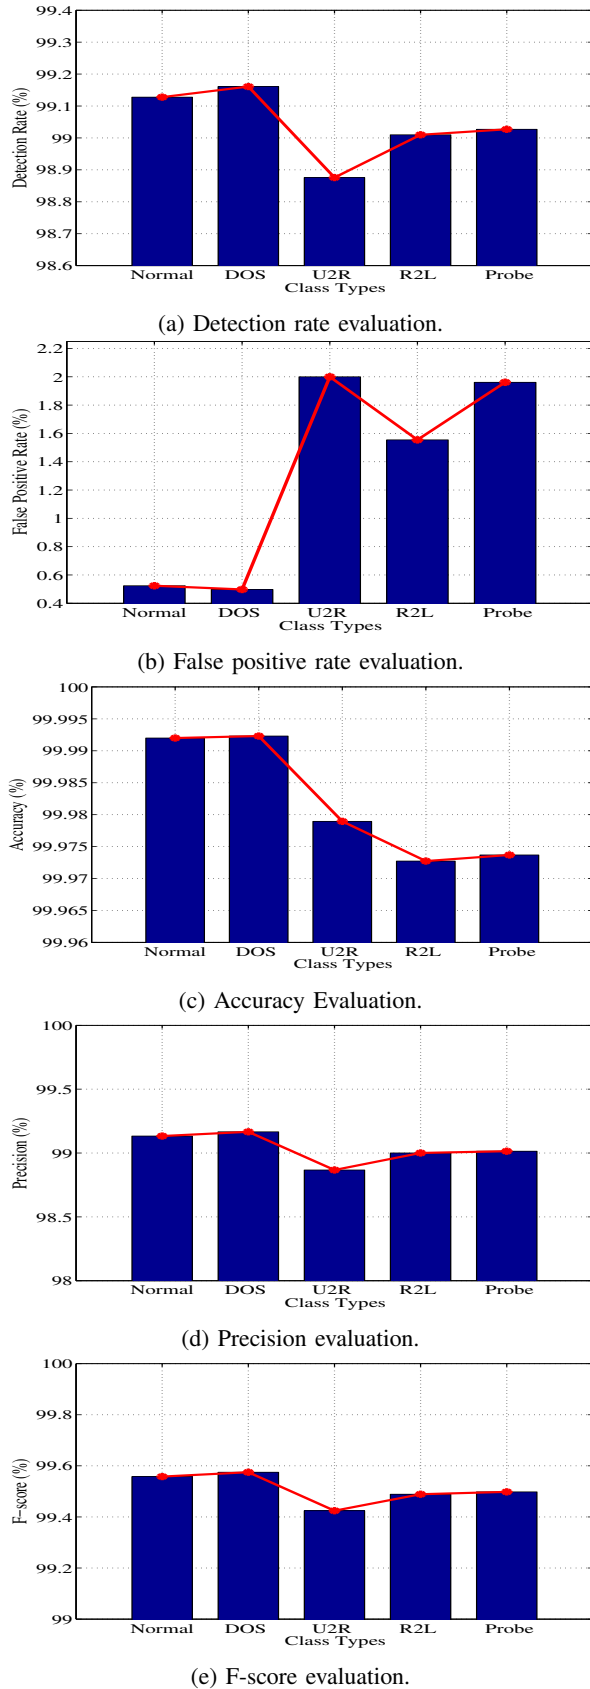 99.4
99.3
99.2
99.1
99
98.9
98.8
98.7
98.6
Detection Rate (%)
Normal DOS U2R R2L Probe
Class Types
(a) Detection rate evaluation.
2.2
2
1.8
1.6
1.4
1.2
1
0.8
0.6
0.4
False Positive Rate (%)
Normal DOS U2R R2L Probe
Class Types
(b) False positive rate evaluation.
100
99.995
99.99
99.985
99.98
99.975
99.97
99.965
99.96
Accuracy (%)
Normal DOS U2R R2L Probe
Class Types
(c) Accuracy Evaluation.
100
99.5
99
98.5
98
Precision (%)
Normal DOS U2R R2L Probe
Class Types
(d) Precision evaluation.
100
99.8
99.6
99.4
99.2
99
F−score (%)
Normal DOS U2R R2L Probe
Class Types
(e) F-score evaluation.